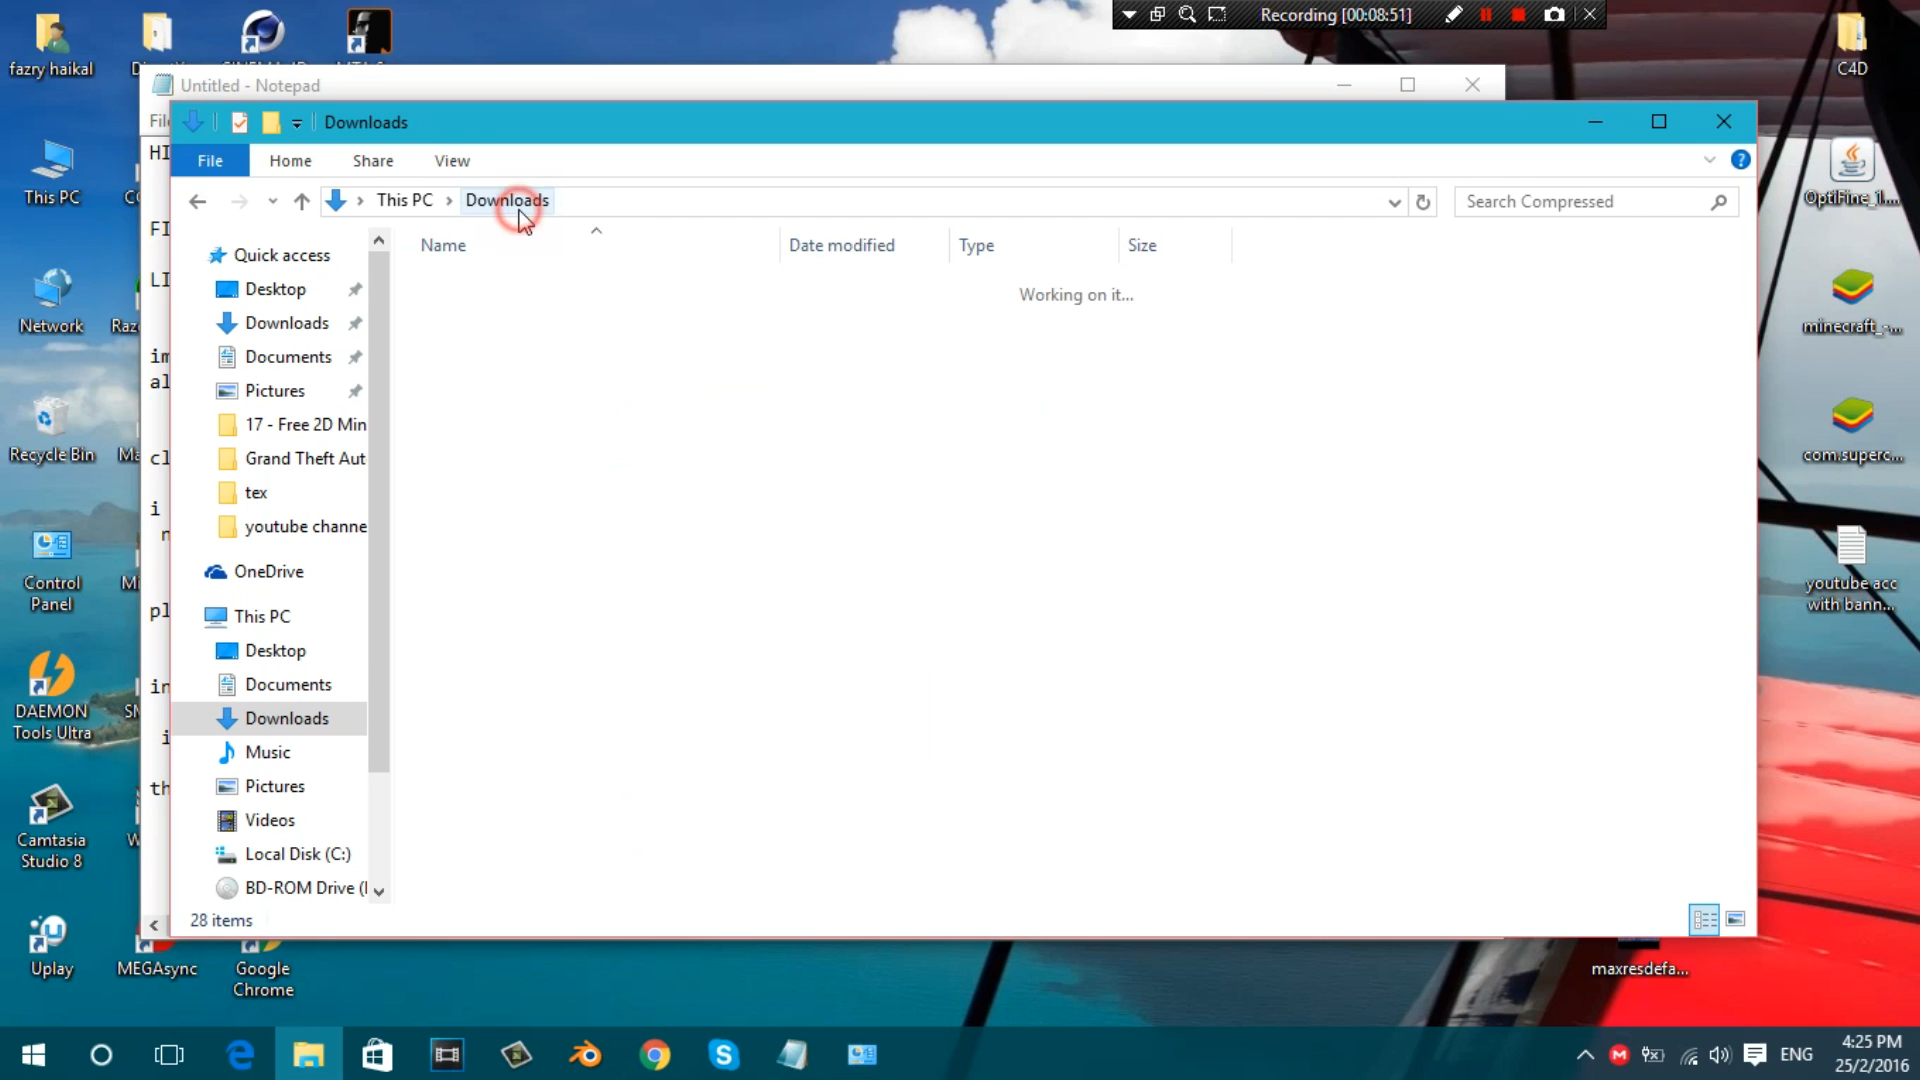 Recording [00:08:51]
fazry haikal
C4D
Untitled - Notepad
Downloads
File
Home
Share
View
HI
This PC
This PC
Downloads
Search Compressed
OptiFine_1l....
FI
Name
Date modified
Type
Size
Quick access
LI
Working on it...
Desktop
Downloads
Network
Raz
minecraft_-...
Documents
im
al
Pictures
17 - Free 2D Min
Recycle Bin
Ma
com.superc...
Grand Theft Aut
cl
tex
i
youtube channe
n
OneDrive
Control
Panel
Mi
youtube acc
with bann...
pl
This PC
Desktop
Documents
in
Downloads
DAEMON
Tools Ultra
SN
i
Music
Pictures
th
Videos
Camtasia
Studio 8
W
Local Disk (C:)
BD-ROM Drive (
28 items
Uplay
MEGAsync
Google
Chrome
maxresdefa...
ENG
4:25 PM
25/2/2016